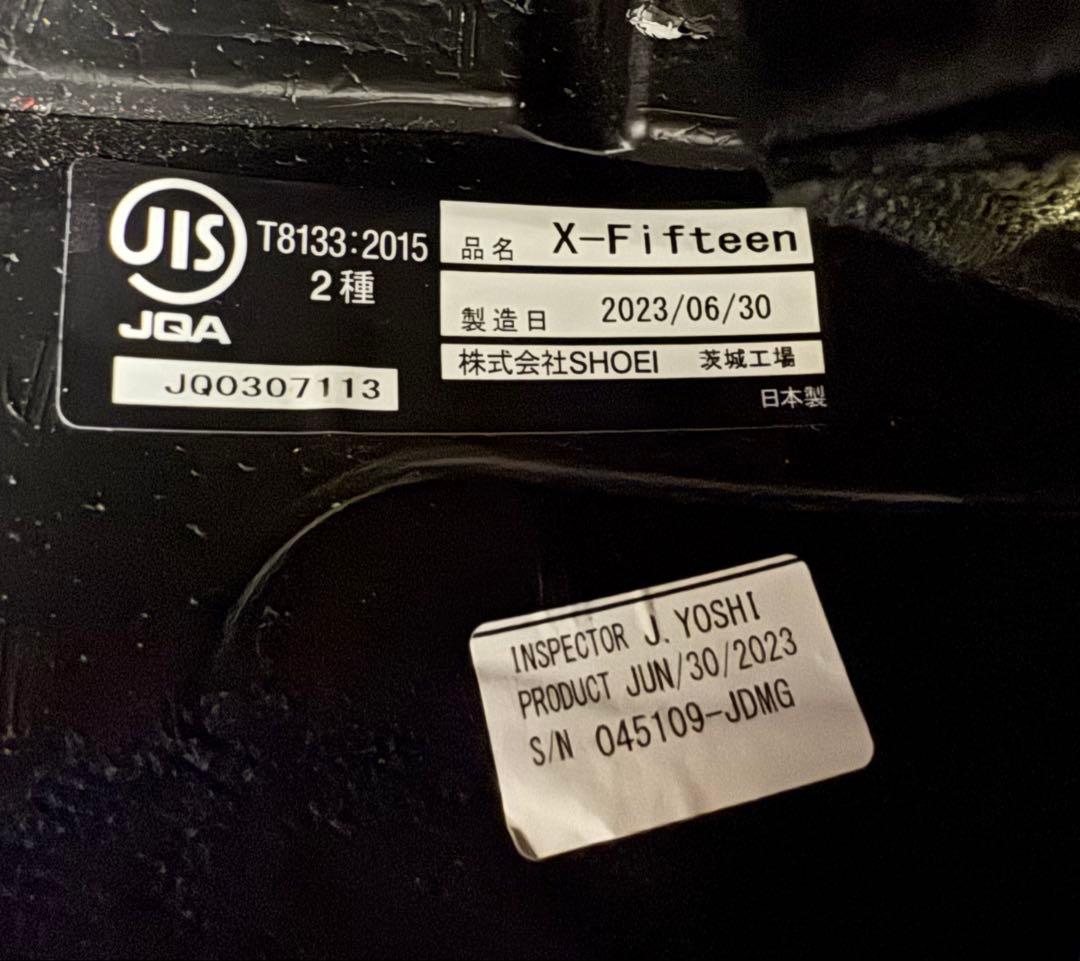 JIS
T8133:2015
2種
JQA
JQ0307113
品名 X-Fifteen
製造日 2023/06/30
株式会社SHOEI 茨城工場
日本製
INSPECTOR J. YOSHI
PRODUCT JUN/30/2023
S/N 045109-JDMG